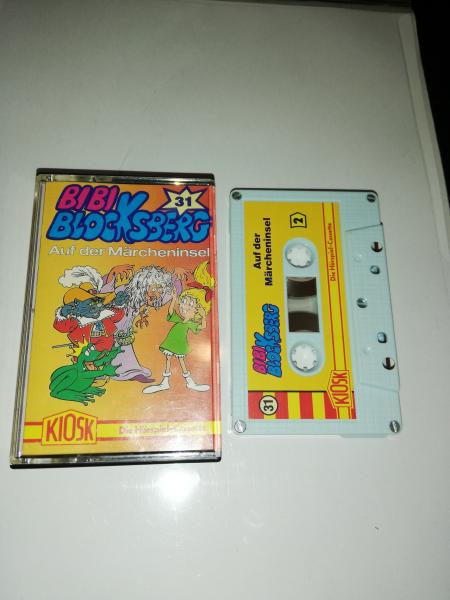 BIBI
BLOCKSBERG
31
Auf der Märcheninsel
KIOSK
Die Hörspiel-Cassette
31
BIBI
BLOCKSBERG
Auf der
Märcheninsel
2
KIOSK
Die Hörspiel-Cassette